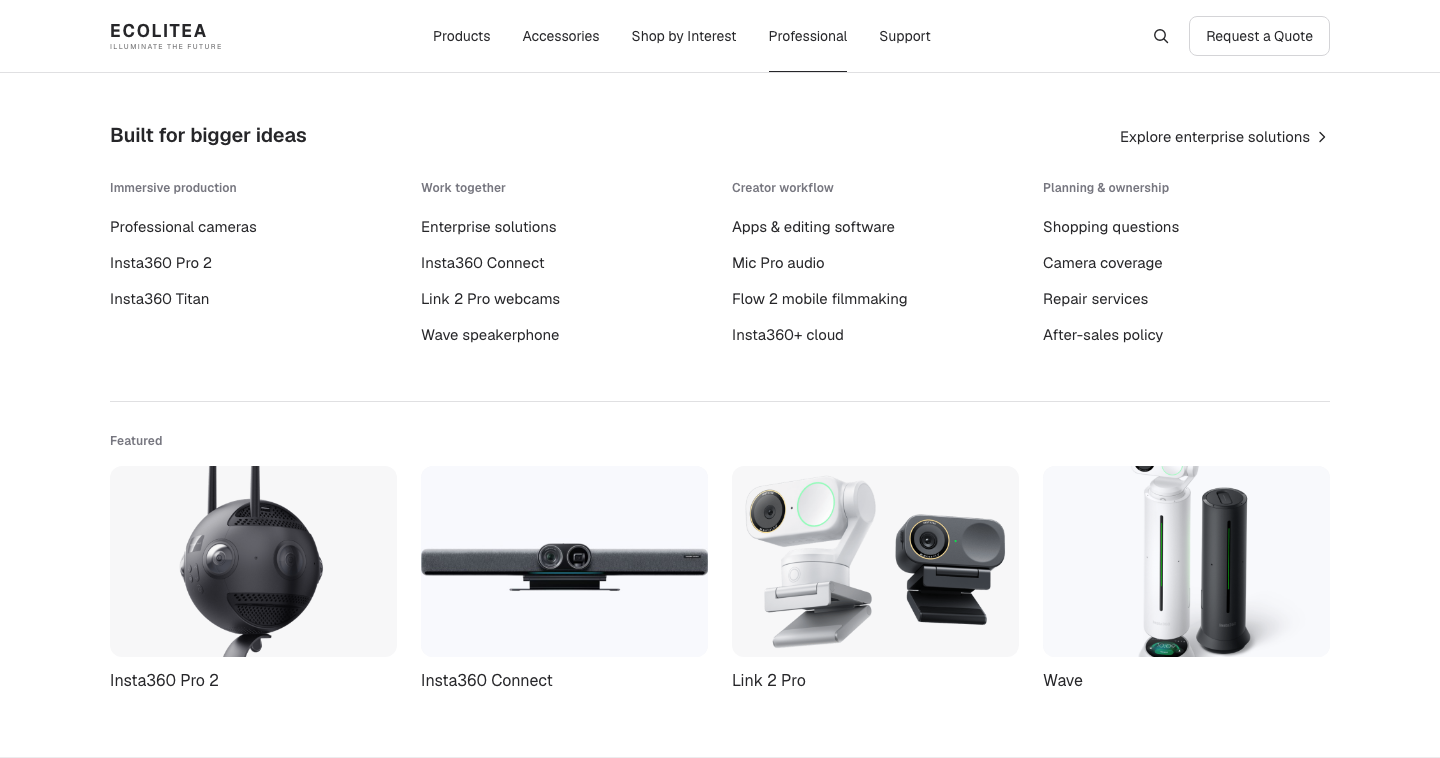 ECOLITEA
ILLUMINATE THE FUTURE
Products
Accessories
Shop by Interest
Professional
Support
Request a Quote
Built for bigger ideas
Explore enterprise solutions
Immersive production
Professional cameras
Insta360 Pro 2
Insta360 Titan
Work together
Enterprise solutions
Insta360 Connect
Link 2 Pro webcams
Wave speakerphone
Creator workflow
Apps & editing software
Mic Pro audio
Flow 2 mobile filmmaking
Insta360+ cloud
Planning & ownership
Shopping questions
Camera coverage
Repair services
After-sales policy
Featured
Insta360 Pro 2
Insta360 Connect
Link 2 Pro
Wave